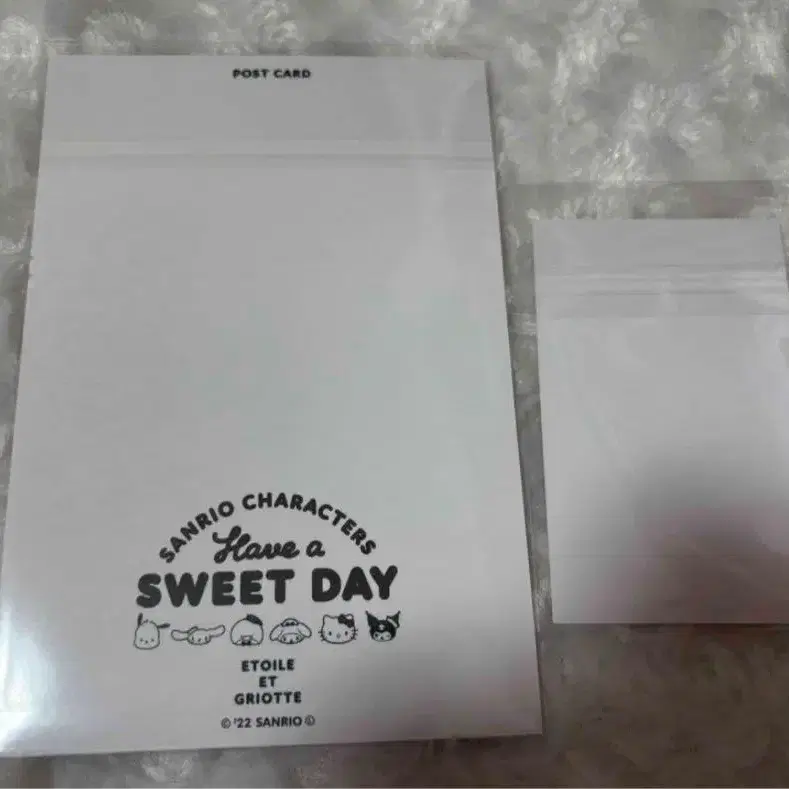 POST CARD
SANRIO CHARACTERS
Have a
SWEET DAY
ETOILE
ET
GRIOTTE
© '22 SANRIO Ⓛ